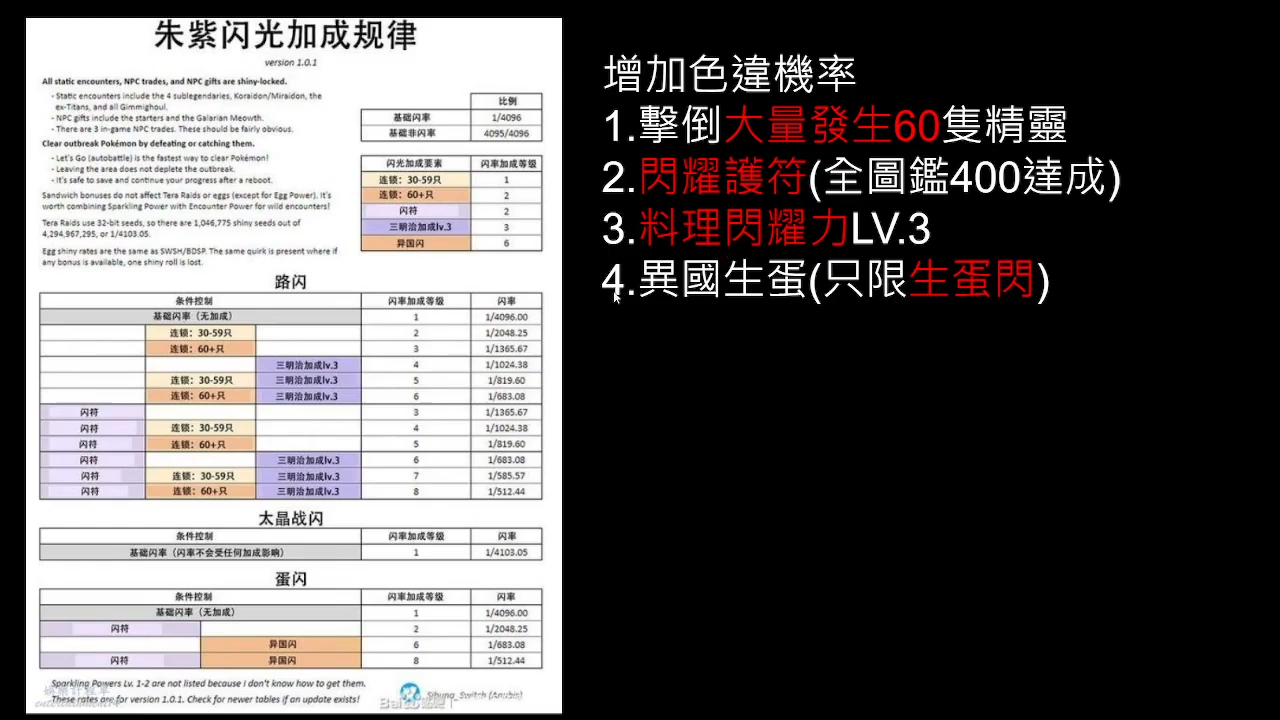 朱紫闪光加成规律
version 1.0.1
All static encounters, NPC trades, and NPC gifts are shiny-locked.
- Static encounters include the 4 sublegendaries, Koraidon/Miraidon, the
ex-Titans, and all Gimmighoul.
- NPC gifts include the starters and the Galarian Meowth.
- There are 3 in-game NPC trades. These should be fairly obvious.
Clear outbreak Pokémon by defeating or catching them.
- Let's Go (autobattle) is the fastest way to clear Pokémon!
- Leaving the area does not deplete the outbreak.
- It's safe to save and continue your progress after a reboot.
Sandwich bonuses do not affect Tera Raids or eggs (except for Egg Power). It's
worth combining Sparkling Power with Encounter Power for wild encounters!
Tera Raids use 32-bit seeds, so there are 1,046,775 shiny seeds out of
4,294,967,295, or 1/4103.05.
Egg shiny rates are the same as SWSH/BDSP. The same quirk is present where if
any bonus is available, one shiny roll is lost.
比例
基础闪率 1/4096
基础非闪率 4095/4096
闪光加成要素 闪率加成等级
连锁：30-59只 1
连锁：60+只 2
闪符 2
三明治加成lv.3 3
异国闪 6
路闪
条件控制 闪率加成等级 闪率
基础闪率（无加成） 1 1/4096.00
连锁：30-59只 2 1/2048.25
连锁：60+只 3 1/1365.67
三明治加成lv.3 4 1/1024.38
连锁：30-59只 三明治加成lv.3 5 1/819.60
连锁：60+只 三明治加成lv.3 6 1/683.08
闪符 3 1/1365.67
闪符 连锁：30-59只 4 1/1024.38
闪符 连锁：60+只 5 1/819.60
闪符 三明治加成lv.3 6 1/683.08
闪符 连锁：30-59只 三明治加成lv.3 7 1/585.57
闪符 连锁：60+只 三明治加成lv.3 8 1/512.44
太晶战闪
条件控制 闪率加成等级 闪率
基础闪率（闪率不会受任何加成影响） 1 1/4103.05
蛋闪
条件控制 闪率加成等级 闪率
基础闪率（无加成） 1 1/4096.00
闪符 2 1/2048.25
异国闪 6 1/683.08
闪符 异国闪 8 1/512.44
Sparkling Powers Lv. 1-2 are not listed because I don't know how to get them.
These rates are for version 1.0.1. Check for newer tables if an update exists!
Sibuna_Switch (Anubis)
增加色違機率
1.擊倒大量發生60隻精靈
2.閃耀護符(全圖鑑400達成)
3.料理閃耀力LV.3
4.異國生蛋(只限生蛋閃)